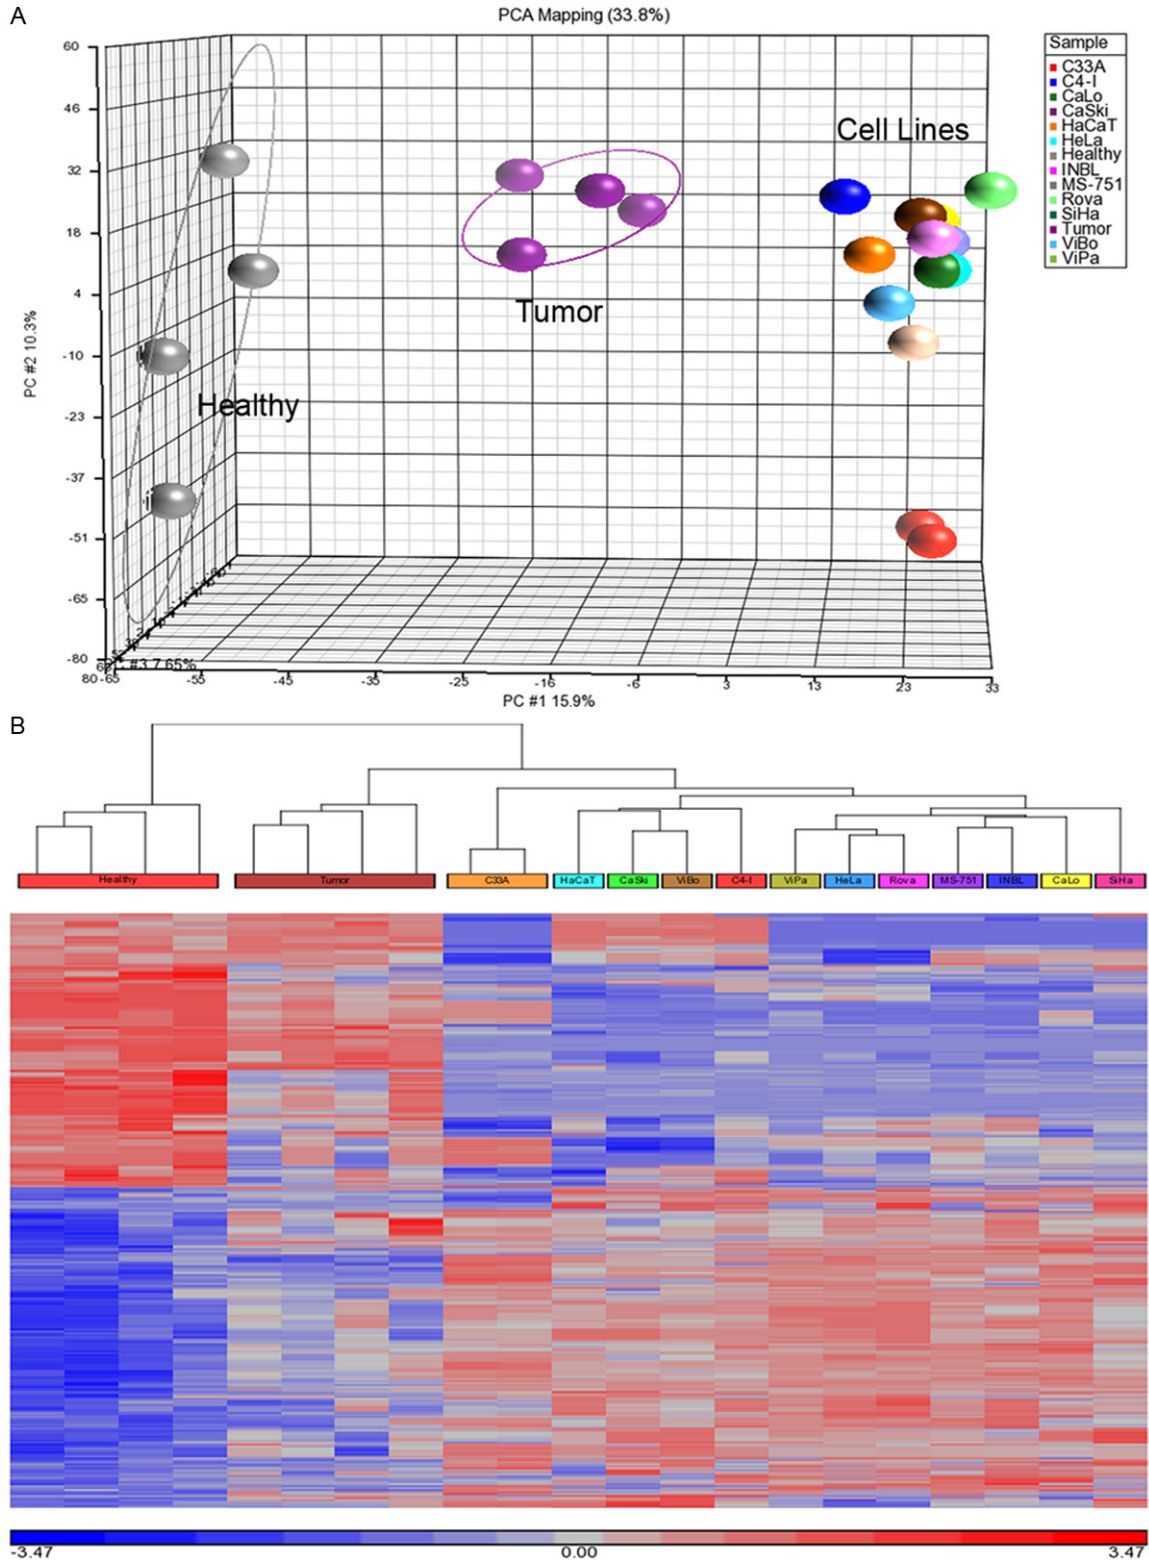 A
PCA Mapping (33.8%)
60
46
32
18
4
-10
-23
-37
-51
-65
-80
PC #2 10.3%
Healthy
Tumor
Cell Lines
Sample
C33A
C4-I
CaLo
CaSki
HaCaT
HeLa
Healthy
INBL
MS-751
Rova
SiHa
Tumor
ViBo
ViPa
#3 7.65%
80-65 -55 -45 -35 -25 -16 -6 3 13 23 33
PC #1 15.9%
B
Healthy Tumor C33A HaCaT CaSki ViBo C4-I ViPa HeLa Rova MS-751 INBL CaLo SiHa
-3.47 0.00 3.47